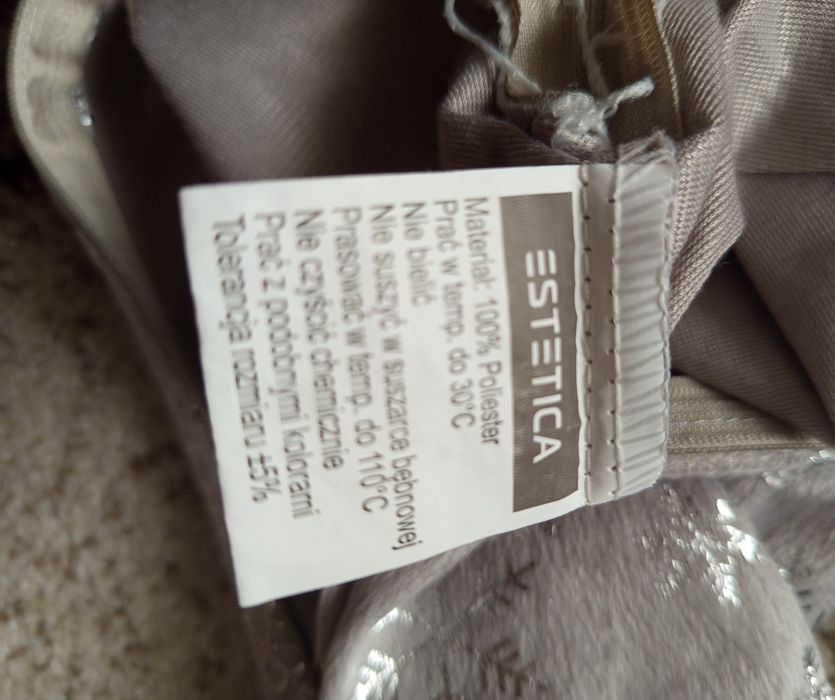 ESTETICA
Materiał: 100% Poliester
Prać w temp. do 30°C
Nie bielić
Nie suszyć w suszarce bębnowej
Prasować w temp. do 110°C
Nie czyścić chemicznie
Prać z podobnymi kolorami
Tolerancja rozmiaru ±5%